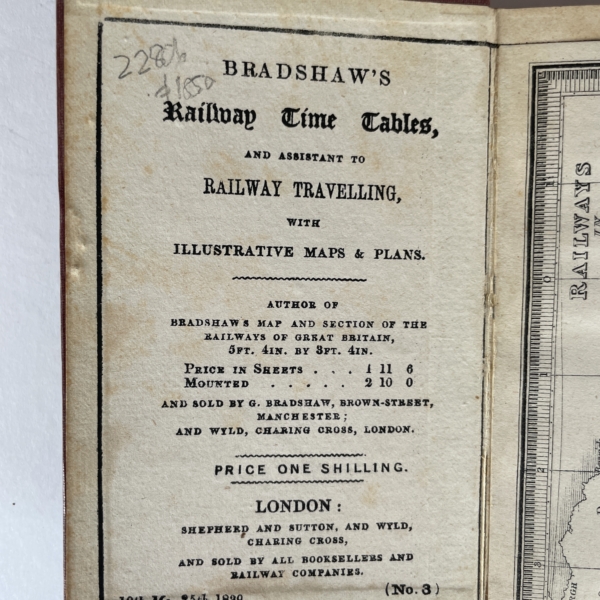 22806
£1850
BRADSHAW'S
Railway Time Tables,
AND ASSISTANT TO
RAILWAY TRAVELLING,
WITH
ILLUSTRATIVE MAPS & PLANS.
AUTHOR OF
BRADSHAW'S MAP AND SECTION OF THE
RAILWAYS OF GREAT BRITAIN,
5FT. 4IN. BY 3FT. 4IN.
PRICE IN SHEETS . . . 1 11 6
MOUNTED . . . . . 2 10 0
AND SOLD BY G. BRADSHAW, BROWN-STREET,
MANCHESTER;
AND WYLD, CHARING CROSS, LONDON.
PRICE ONE SHILLING.
LONDON:
SHEPHERD AND SUTTON, AND WYLD,
CHARING CROSS,
AND SOLD BY ALL BOOKSELLERS AND
RAILWAY COMPANIES.
(No. 3)
RAILWAYS
IN